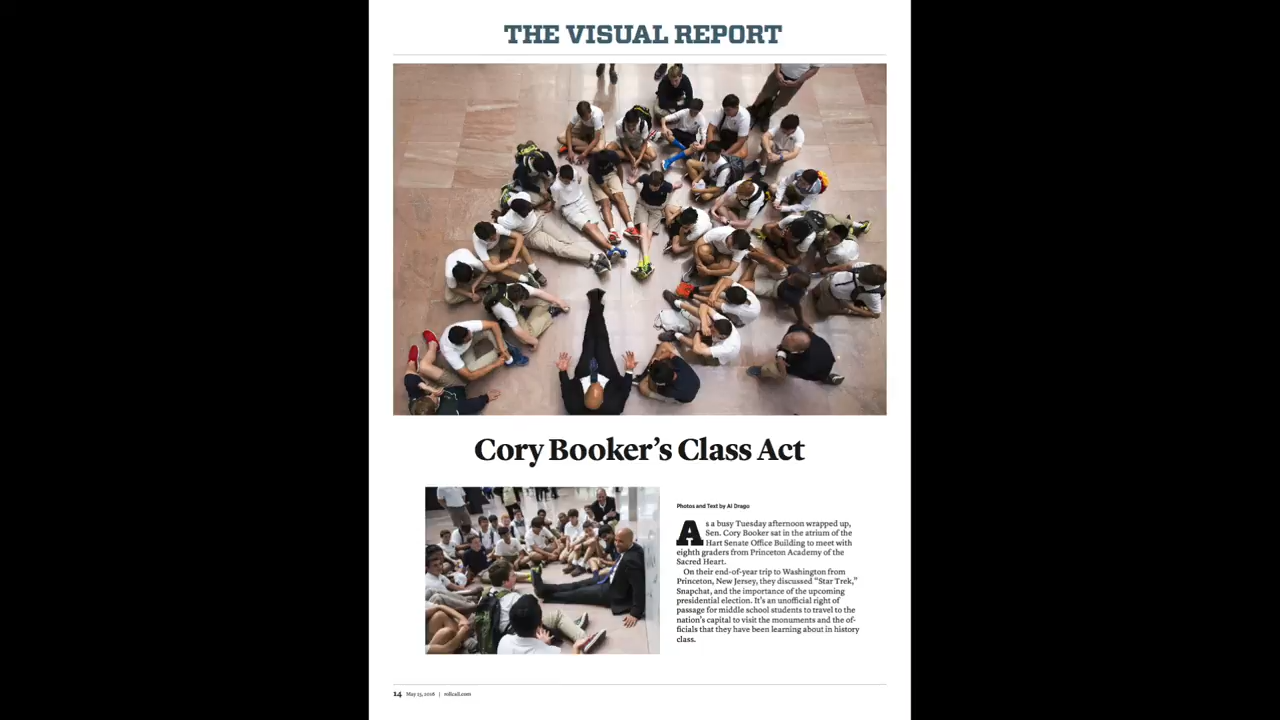 THE VISUAL REPORT
Cory Booker's Class Act
Photos and Text by Al Drago
As a busy Tuesday afternoon wrapped up,
Sen. Cory Booker sat in the atrium of the
Hart Senate Office Building to meet with
eighth graders from Princeton Academy of the
Sacred Heart.
On their end-of-year trip to Washington from
Princeton, New Jersey, they discussed "Star Trek,"
Snapchat, and the importance of the upcoming
presidential election. It's an unofficial right of
passage for middle school students to travel to the
nation's capital to visit the monuments and the of-
ficials that they have been learning about in history
class.
14 May 23, 2016 | rollcall.com